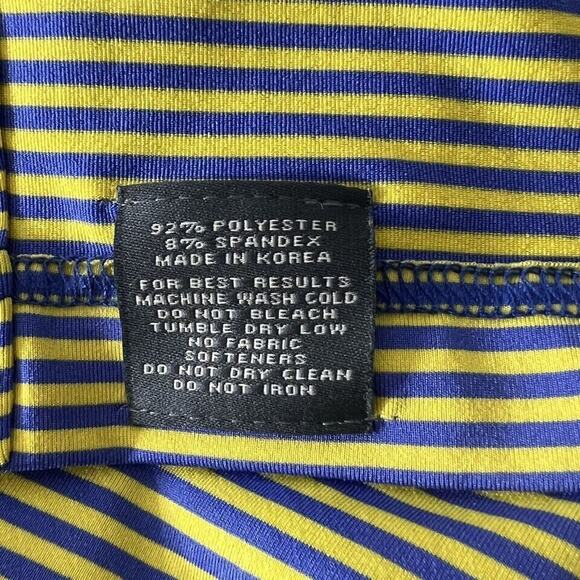 92% POLYESTER
8% SPANDEX
MADE IN KOREA
FOR BEST RESULTS
MACHINE WASH COLD
DO NOT BLEACH
TUMBLE DRY LOW
NO FABRIC
SOFTENERS
DO NOT DRY CLEAN
DO NOT IRON